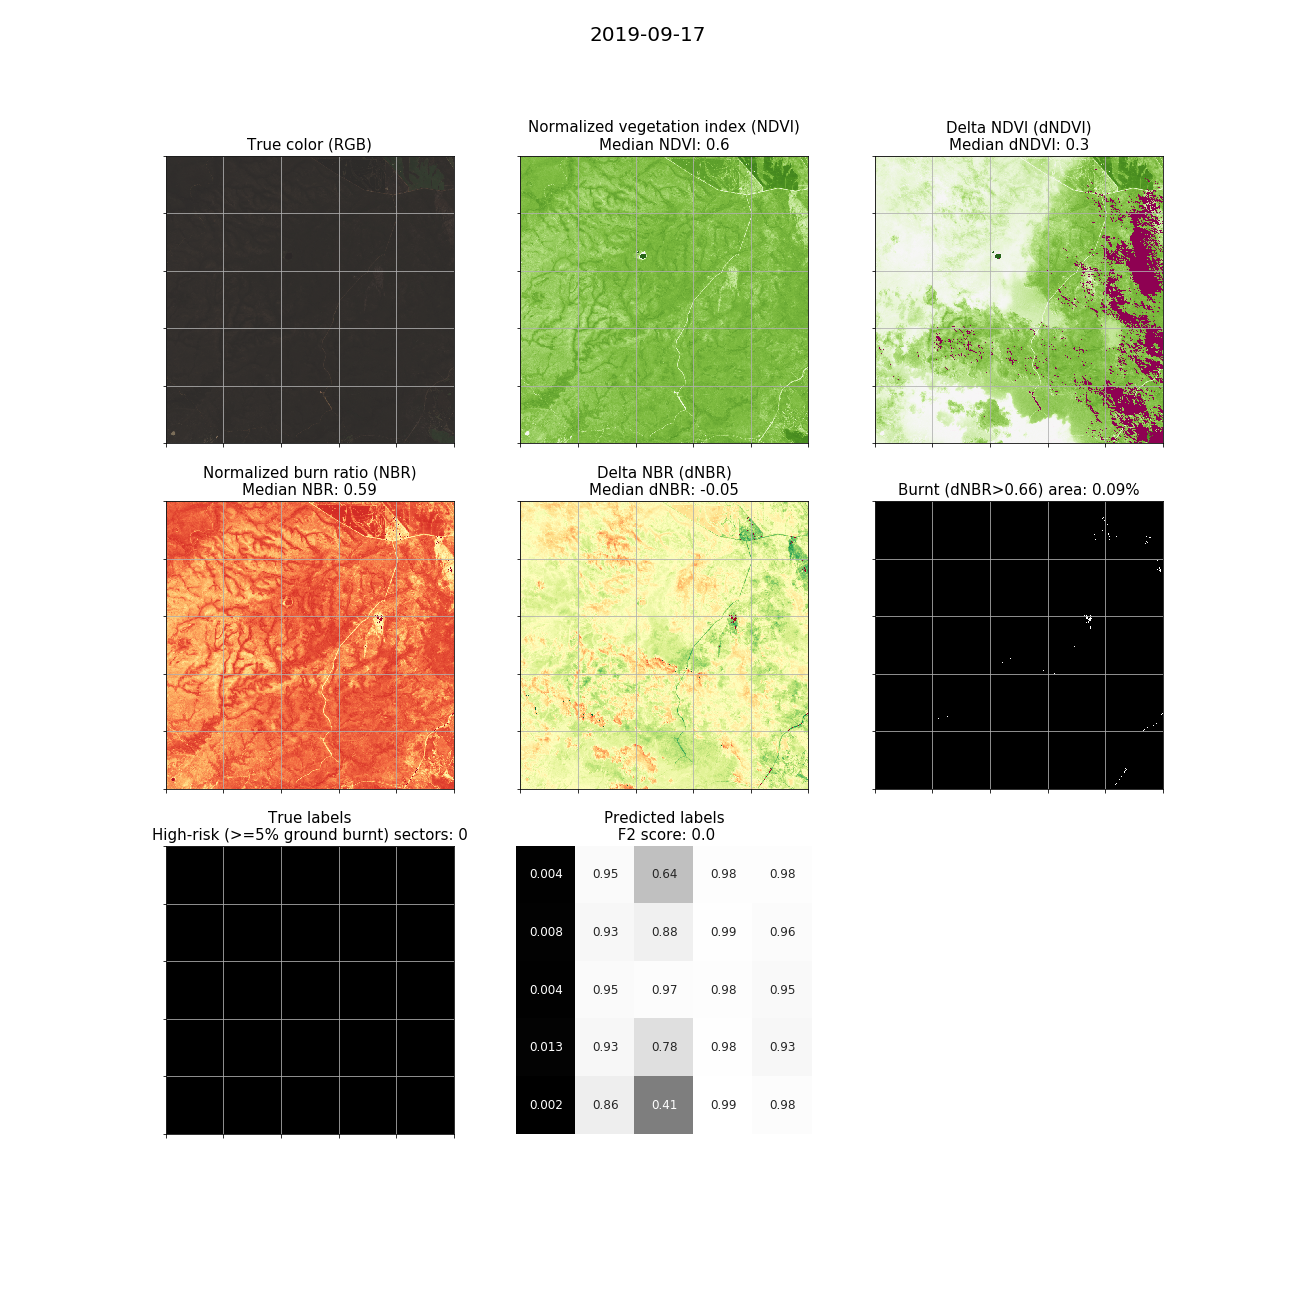 2019-09-17
True color (RGB)
Normalized vegetation index (NDVI)
Median NDVI: 0.6
Delta NDVI (dNDVI)
Median dNDVI: 0.3
Normalized burn ratio (NBR)
Median NBR: 0.59
Delta NBR (dNBR)
Median dNBR: -0.05
Burnt (dNBR>0.66) area: 0.09%
True labels
High-risk (>=5% ground burnt) sectors: 0
Predicted labels
F2 score: 0.0
0.004 0.95 0.64 0.98 0.98
0.008 0.93 0.88 0.99 0.96
0.004 0.95 0.97 0.98 0.95
0.013 0.93 0.78 0.98 0.93
0.002 0.86 0.41 0.99 0.98